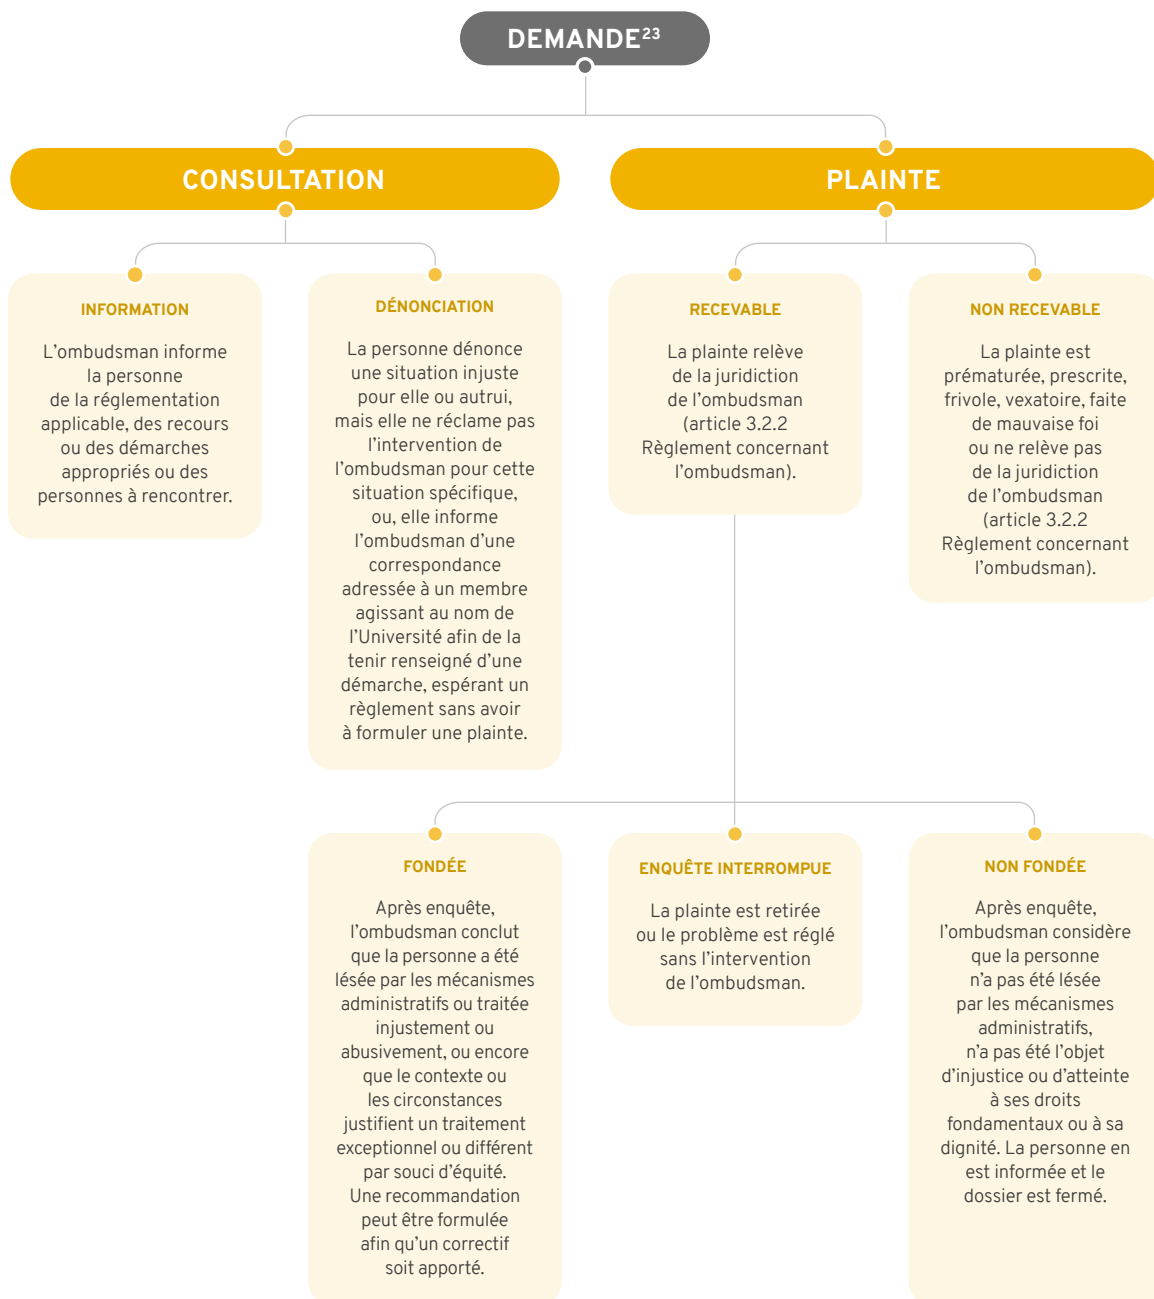 DEMANDE²³
CONSULTATION
PLAINTE
INFORMATION
L’ombudsman informe
la personne
de la réglementation
applicable, des recours
ou des démarches
appropriés ou des
personnes à rencontrer.
DÉNONCIATION
La personne dénonce
une situation injuste
pour elle ou autrui,
mais elle ne réclame pas
l’intervention de
l’ombudsman pour cette
situation spécifique,
ou, elle informe
l’ombudsman d’une
correspondance
adressée à un membre
agissant au nom de
l’Université afin de la
tenir renseigné d’une
démarche, espérant un
règlement sans avoir
à formuler une plainte.
RECEVABLE
La plainte relève
de la juridiction
de l’ombudsman
(article 3.2.2
Règlement concernant
l’ombudsman).
NON RECEVABLE
La plainte est
prématurée, prescrite,
frivole, vexatoire, faite
de mauvaise foi
ou ne relève pas
de la juridiction
de l’ombudsman
(article 3.2.2
Règlement concernant
l’ombudsman).
FONDÉE
Après enquête,
l’ombudsman conclut
que la personne a été
lésée par les mécanismes
administratifs ou traitée
injustement ou
abusivement, ou encore
que le contexte ou
les circonstances
justifient un traitement
exceptionnel ou différent
par souci d’équité.
Une recommandation
peut être formulée
afin qu’un correctif
soit apporté.
ENQUÊTE INTERROMPUE
La plainte est retirée
ou le problème est réglé
sans l’intervention
de l’ombudsman.
NON FONDÉE
Après enquête,
l’ombudsman considère
que la personne
n’a pas été lésée
par les mécanismes
administratifs,
n’a pas été l’objet
d’injustice ou d’atteinte
à ses droits
fondamentaux ou à sa
dignité. La personne en
est informée et le
dossier est fermé.